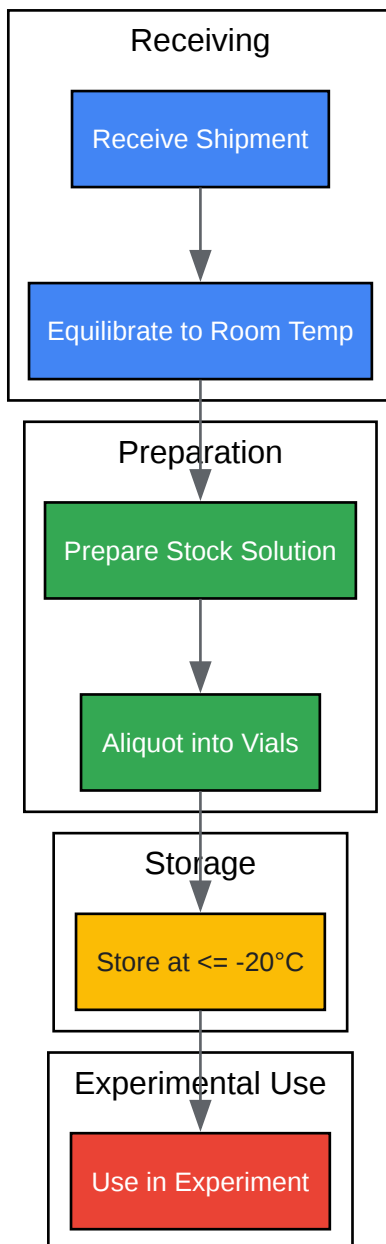 Receiving
Receive Shipment
Equilibrate to Room Temp
Preparation
Prepare Stock Solution
Aliquot into Vials
Storage
Store at <= -20°C
Experimental Use
Use in Experiment